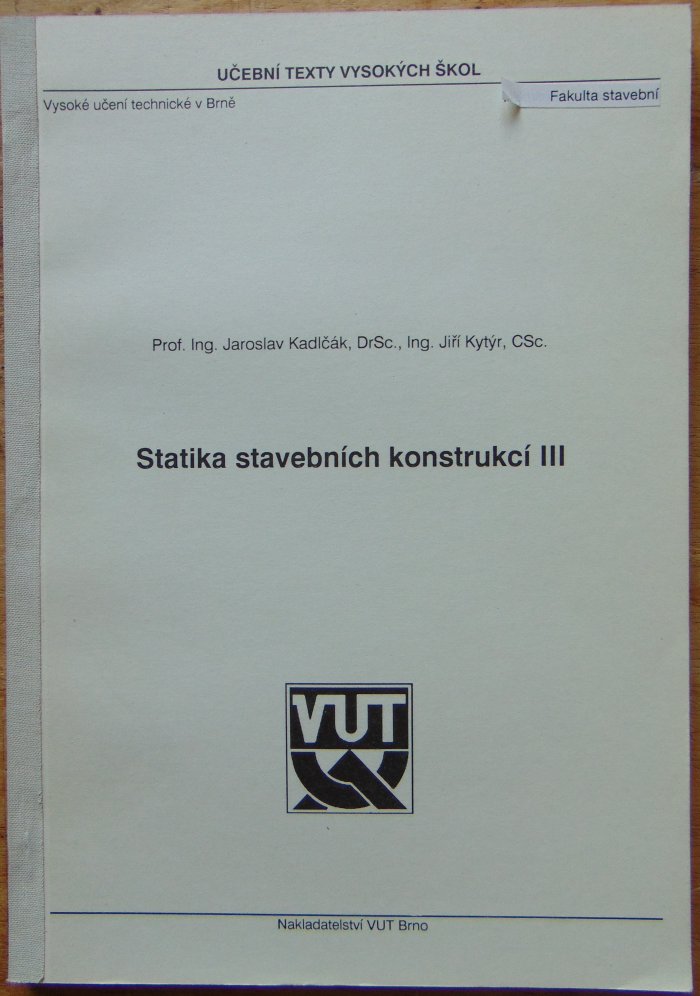 UČEBNÍ TEXTY VYSOKÝCH ŠKOL
Vysoké učení technické v Brně
Fakulta stavební
Prof. Ing. Jaroslav Kadlčák, DrSc., Ing. Jiří Kytýr, CSc.
Statika stavebních konstrukcí III
VUT
Nakladatelství VUT Brno